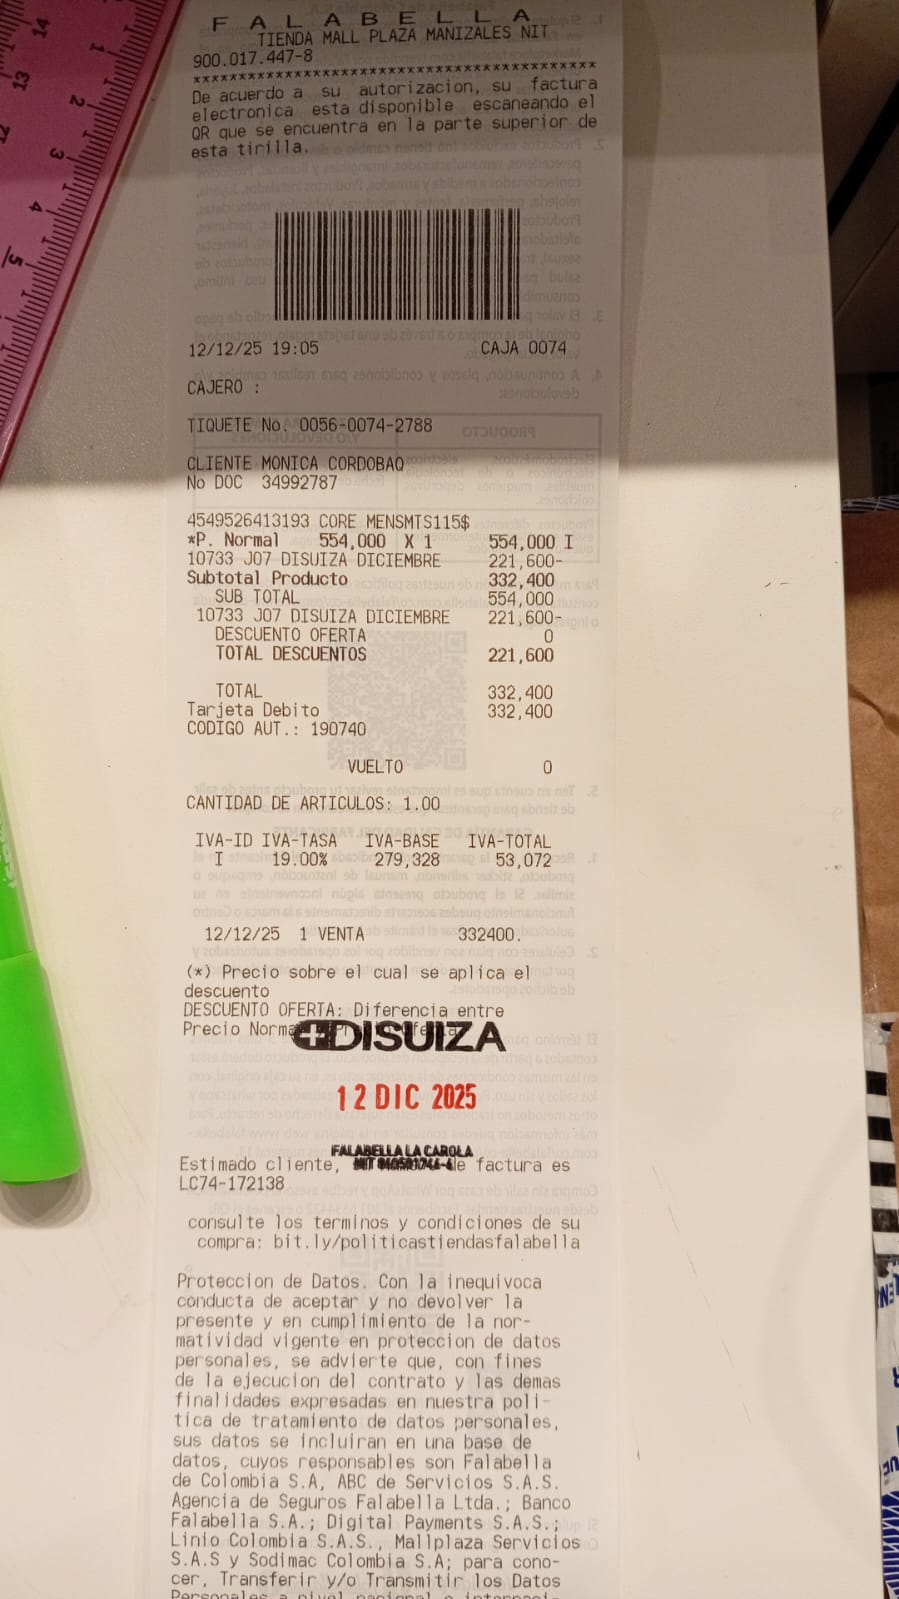 F A L A B E L L A
TIENDA MALL PLAZA MANIZALES NIT
900.017.447-8
******************************************
De acuerdo a su autorizacion, su factura
electronica esta disponible escaneando el
QR que se encuentra en la parte superior de
esta tirilla.
12/12/25 19:05 CAJA 0074
CAJERO :
TIQUETE No. 0056-0074-2788
CLIENTE MONICA CORDOBAQ
No DOC 34992787
4549526413193 CORE MENSMTS115$
*P. Normal 554,000 X 1 554,000 I
10733 J07 DISUIZA DICIEMBRE 221,600-
Subtotal Producto 332,400
SUB TOTAL 554,000
10733 J07 DISUIZA DICIEMBRE 221,600-
DESCUENTO OFERTA 0
TOTAL DESCUENTOS 221,600
TOTAL 332,400
Tarjeta Debito 332,400
CODIGO AUT.: 190740
VUELTO 0
CANTIDAD DE ARTICULOS: 1.00
IVA-ID IVA-TASA IVA-BASE IVA-TOTAL
I 19.00% 279,328 53,072
12/12/25 1 VENTA 332400.
(*) Precio sobre el cual se aplica el
descuento
DESCUENTO OFERTA: Diferencia entre
Precio
DISUIZA
12 DIC 2025
FALABELLA LA CAROLA
Estimado cliente, de factura es
LC74-172138
consulte los terminos y condiciones de su
compra: bit.ly/politicastiendasfalabella
Proteccion de Datos. Con la inequivoca
conducta de aceptar y no devolver la
presente y en cumplimiento de la nor-
matividad vigente en proteccion de datos
personales, se advierte que, con fines
de la ejecucion del contrato y las demas
finalidades expresadas en nuestra poli-
tica de tratamiento de datos personales,
sus datos se incluiran en una base de
datos, cuyos responsables son Falabella
de Colombia S.A, ABC de Servicios S.A.S.
Agencia de Seguros Falabella Ltda.; Banco
Falabella S.A.; Digital Payments S.A.S.;
Linio Colombia S.A.S., Mallplaza Servicios
S.A.S y Sodimac Colombia S.A; para cono-
cer, Transferir y/o Transmitir los Datos